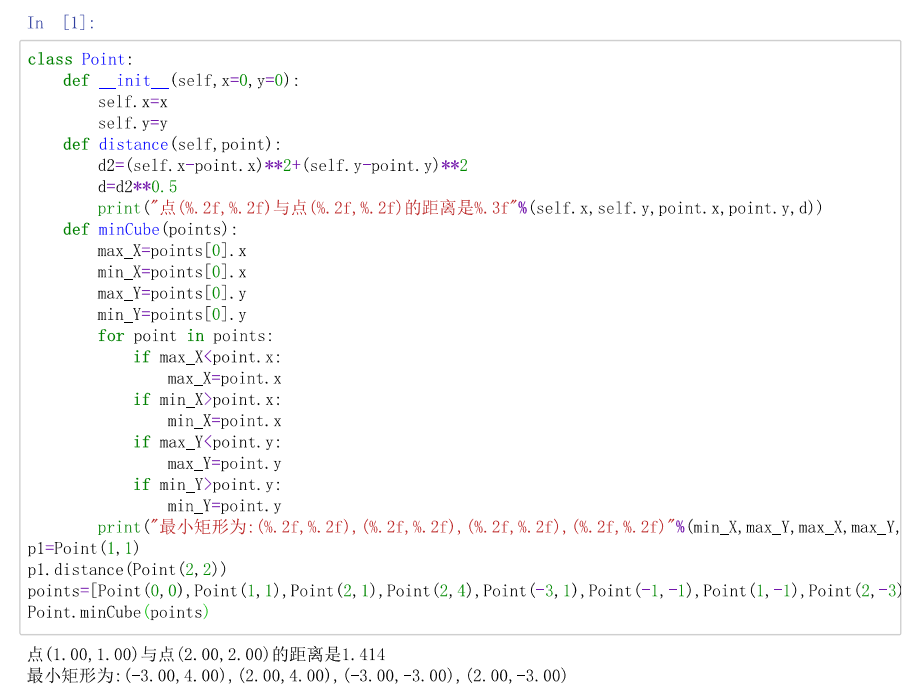 In [1]:
class Point:
    def __init__(self,x=0,y=0):
        self.x=x
        self.y=y
    def distance(self,point):
        d2=(self.x-point.x)**2+(self.y-point.y)**2
        d=d2**0.5
        print("点(%.2f,%.2f)与点(%.2f,%.2f)的距离是%.3f"%(self.x,self.y,point.x,point.y,d))
    def minCube(points):
        max_X=points[0].x
        min_X=points[0].x
        max_Y=points[0].y
        min_Y=points[0].y
        for point in points:
            if max_X<point.x:
                max_X=point.x
            if min_X>point.x:
                min_X=point.x
            if max_Y<point.y:
                max_Y=point.y
            if min_Y>point.y:
                min_Y=point.y
        print("最小矩形为:(%.2f,%.2f),(%.2f,%.2f),(%.2f,%.2f),(%.2f,%.2f)"%(min_X,max_Y,max_X,max_Y,
p1=Point(1,1)
p1.distance(Point(2,2))
points=[Point(0,0),Point(1,1),Point(2,1),Point(2,4),Point(-3,1),Point(-1,-1),Point(1,-1),Point(2,-3)
Point.minCube(points)
点(1.00,1.00)与点(2.00,2.00)的距离是1.414
最小矩形为:(-3.00,4.00),(2.00,4.00),(-3.00,-3.00),(2.00,-3.00)